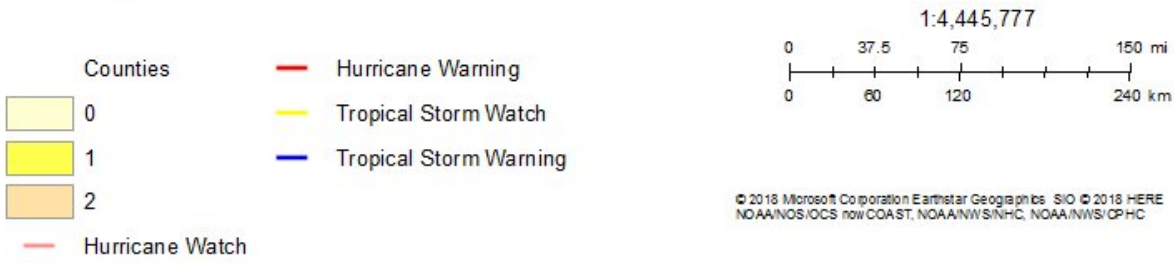 Counties
0
1
2
Hurricane Watch
Hurricane Warning
Tropical Storm Watch
Tropical Storm Warning
1:4,445,777
0 37.5 75 150 mi
0 60 120 240 km
© 2018 Microsoft Corporation Earthstar Geographics SIO © 2018 HERE
NOAA/NOS/OCS nowCOAST, NOAA/NWS/NHC, NOAA/NWS/CPHC